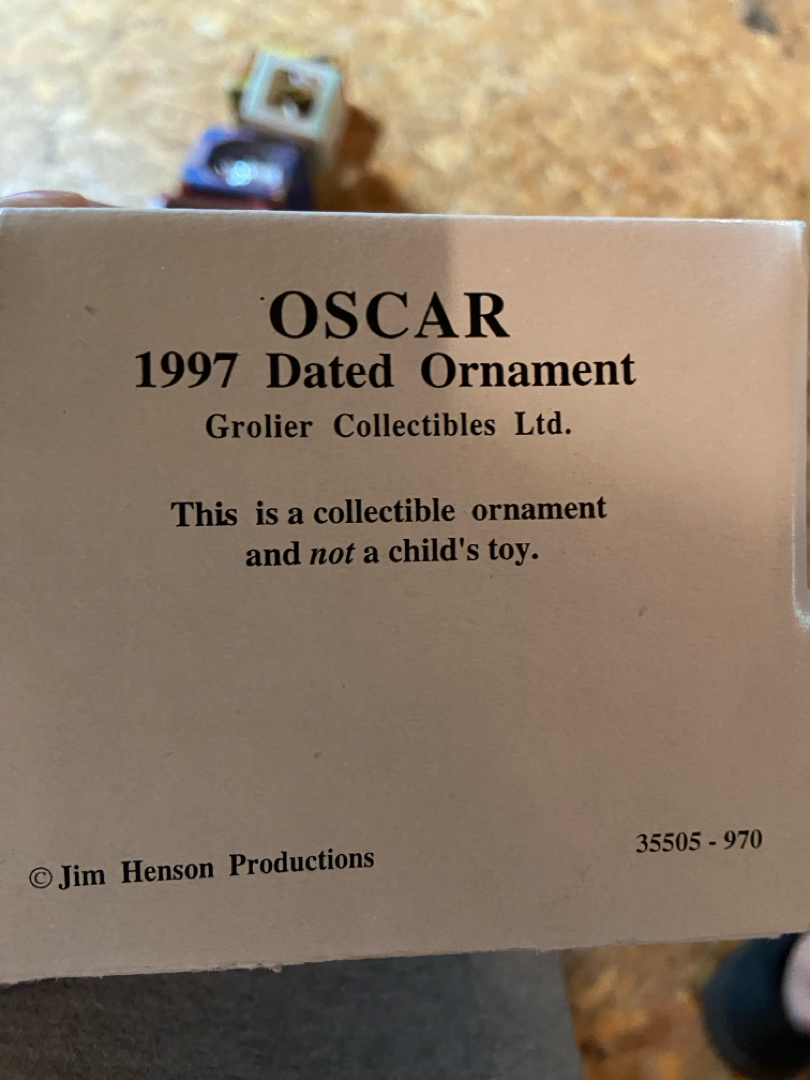 OSCAR
1997 Dated Ornament
Grolier Collectibles Ltd.
This is a collectible ornament
and not a child's toy.
© Jim Henson Productions
35505 - 970